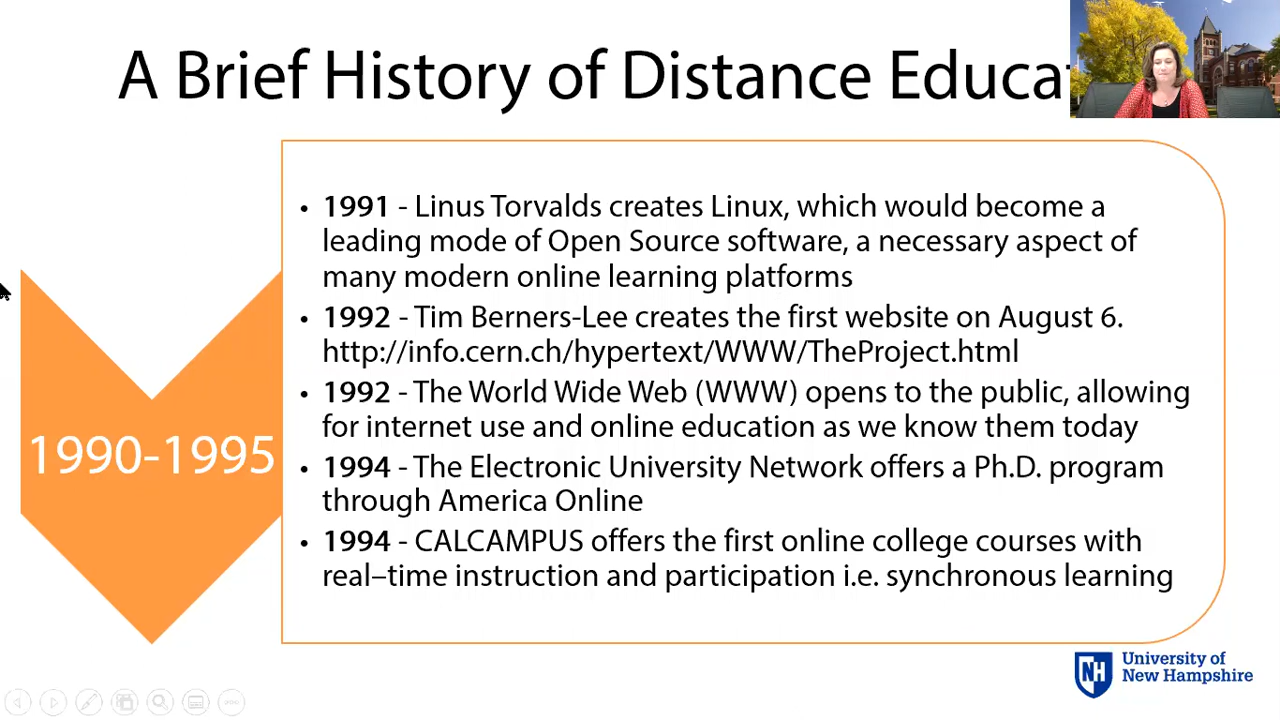 A Brief History of Distance Educa
• 1991 - Linus Torvalds creates Linux, which would become a
leading mode of Open Source software, a necessary aspect of
many modern online learning platforms
• 1992 - Tim Berners-Lee creates the first website on August 6.
http://info.cern.ch/hypertext/WWW/TheProject.html
• 1992 - The World Wide Web (WWW) opens to the public, allowing
for internet use and online education as we know them today
1990-1995
• 1994 - The Electronic University Network offers a Ph.D. program
through America Online
• 1994 - CALCAMPUS offers the first online college courses with
real–time instruction and participation i.e. synchronous learning
NH
University of
New Hampshire